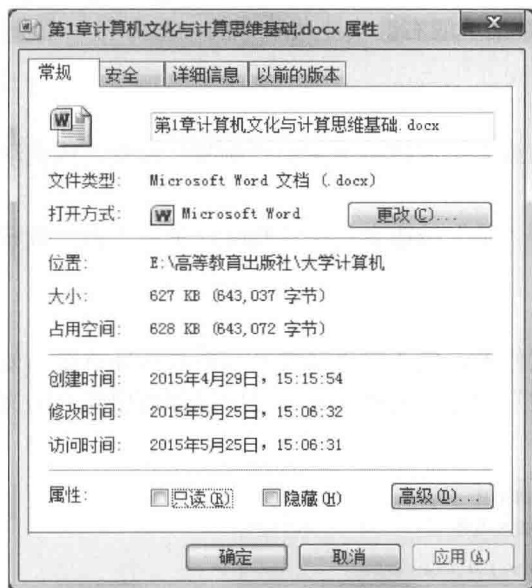 第1章计算机文化与计算思维基础.docx 属性
常规 安全 详细信息 以前的版本
第1章计算机文化与计算思维基础.docx
文件类型: Microsoft Word 文档 (.docx)
打开方式: Microsoft Word 更改(C)...
位置: E:\高等教育出版社\大学计算机
大小: 627 KB (643,037 字节)
占用空间: 628 KB (643,072 字节)
创建时间: 2015年4月29日，15:15:54
修改时间: 2015年5月25日，15:06:32
访问时间: 2015年5月25日，15:06:31
属性: 只读(R) 隐藏(H) 高级(D)...
确定 取消 应用(A)